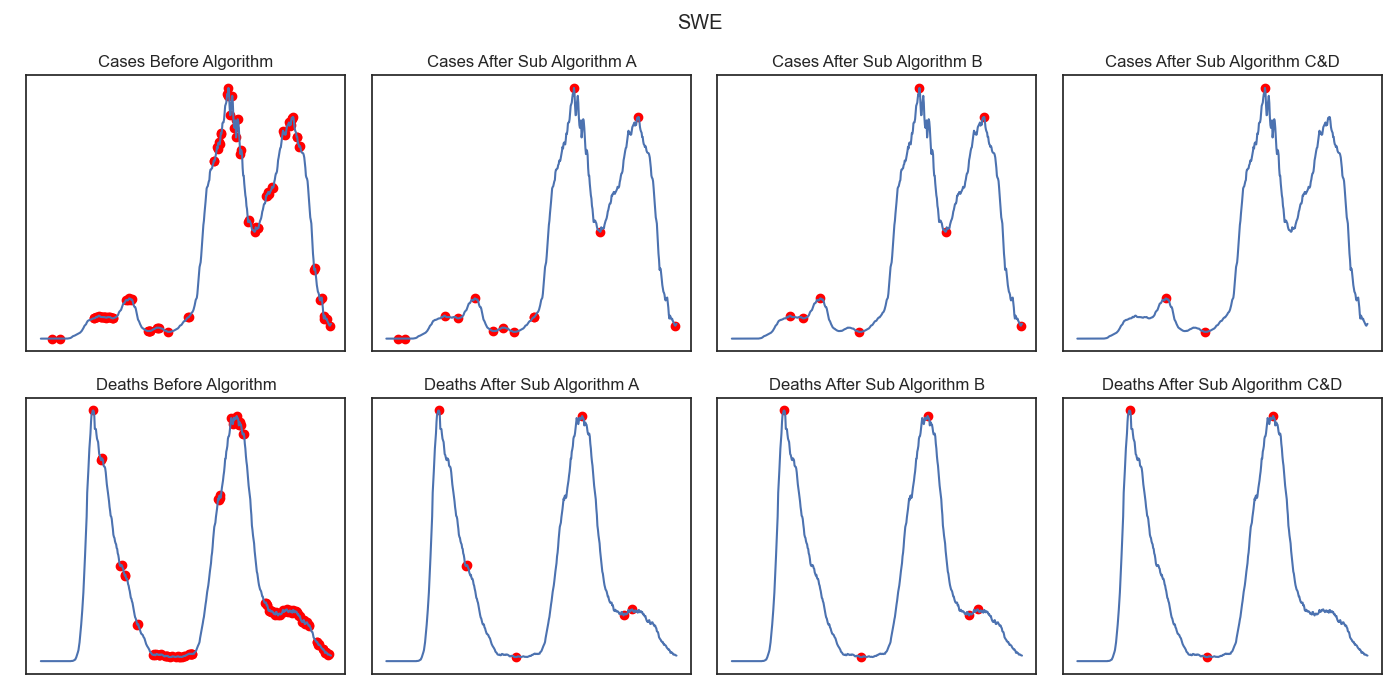 SWE
Cases Before Algorithm
Cases After Sub Algorithm A
Cases After Sub Algorithm B
Cases After Sub Algorithm C&D
Deaths Before Algorithm
Deaths After Sub Algorithm A
Deaths After Sub Algorithm B
Deaths After Sub Algorithm C&D